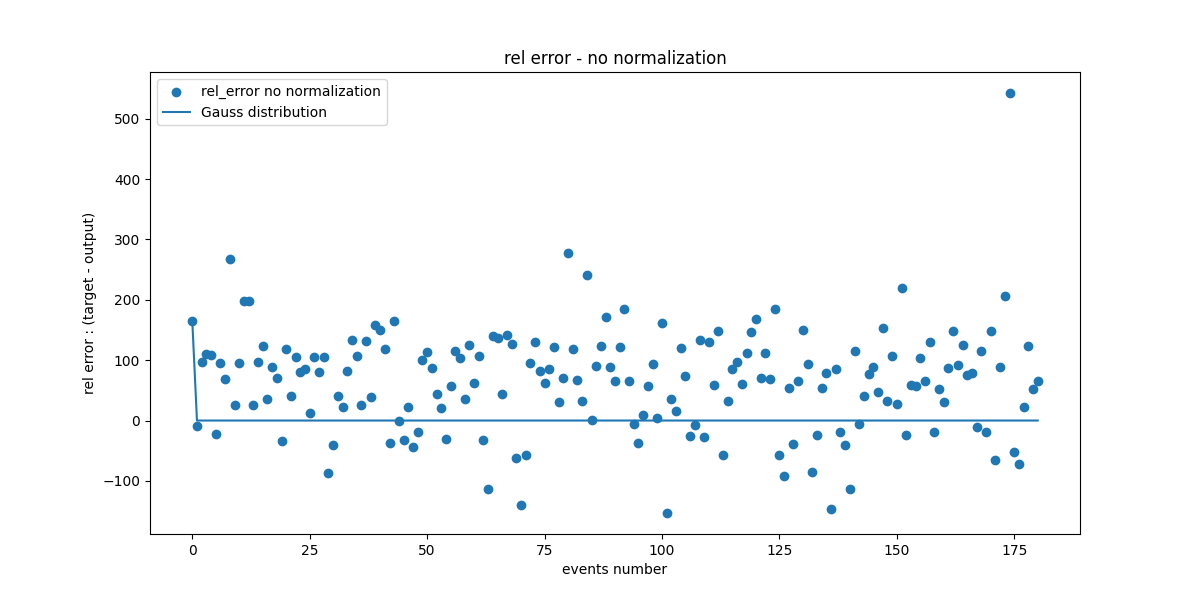 rel error - no normalization
rel_error no normalization
Gauss distribution
rel error : (target - output)
500
400
300
200
100
0
−100
0 25 50 75 100 125 150 175
events number